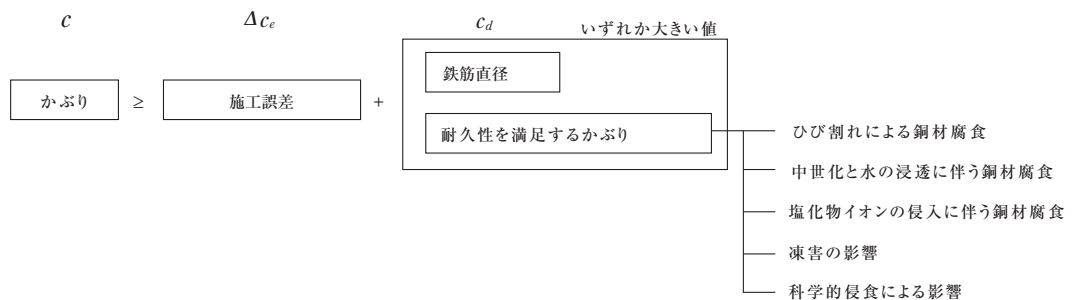 c Δcₑ c_d いずれか大きい値
鉄筋直径
かぶり ≥ 施工誤差 +
耐久性を満足するかぶり
ひび割れによる銅材腐食
中世化と水の浸透に伴う銅材腐食
塩化物イオンの侵入に伴う銅材腐食
凍害の影響
科学的侵食による影響